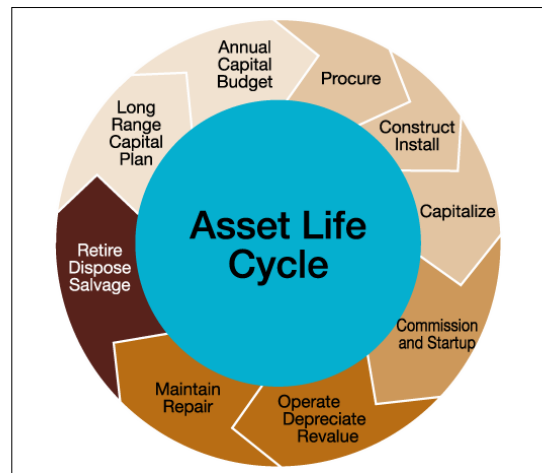 Annual
Capital
Budget
Procure
Construct
Install
Capitalize
Commission
and Startup
Operate
Depreciate
Revalue
Maintain
Repair
Retire
Dispose
Salvage
Long
Range
Capital
Plan
Asset Life
Cycle